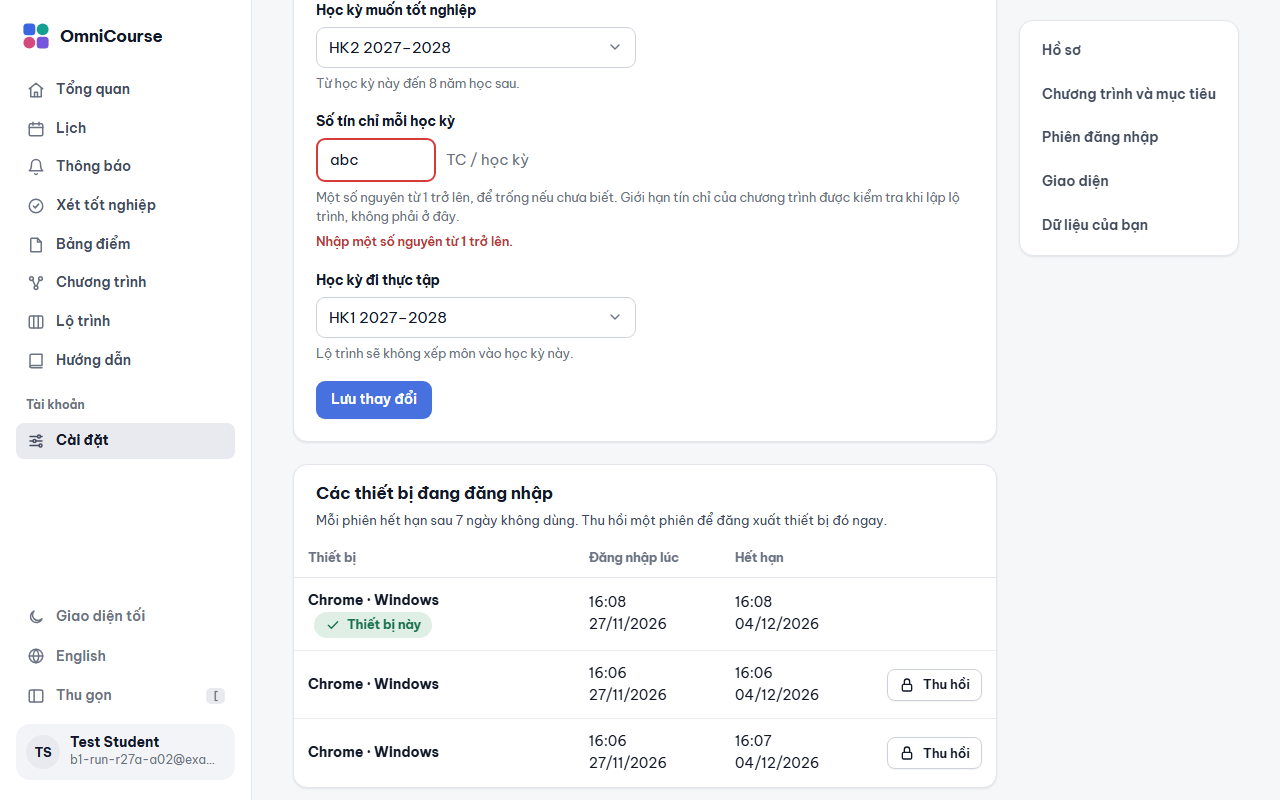 OmniCourse
Tổng quan
Lịch
Thông báo
Xét tốt nghiệp
Bảng điểm
Chương trình
Lộ trình
Hướng dẫn
Tài khoản
Cài đặt
Giao diện tối
English
Thu gọn [
TS
Test Student
b1-run-r27a-a02@exa...
Học kỳ muốn tốt nghiệp
HK2 2027–2028
Từ học kỳ này đến 8 năm học sau.
Số tín chỉ mỗi học kỳ
abc TC / học kỳ
Một số nguyên từ 1 trở lên, để trống nếu chưa biết. Giới hạn tín chỉ của chương trình được kiểm tra khi lập lộ
trình, không phải ở đây.
Nhập một số nguyên từ 1 trở lên.
Học kỳ đi thực tập
HK1 2027–2028
Lộ trình sẽ không xếp môn vào học kỳ này.
Lưu thay đổi
Các thiết bị đang đăng nhập
Mỗi phiên hết hạn sau 7 ngày không dùng. Thu hồi một phiên để đăng xuất thiết bị đó ngay.
Thiết bị Đăng nhập lúc Hết hạn
Chrome · Windows
Thiết bị này
16:08
27/11/2026
16:08
04/12/2026
Chrome · Windows
16:06
27/11/2026
16:06
04/12/2026
Thu hồi
Chrome · Windows
16:06
27/11/2026
16:07
04/12/2026
Thu hồi
Hồ sơ
Chương trình và mục tiêu
Phiên đăng nhập
Giao diện
Dữ liệu của bạn